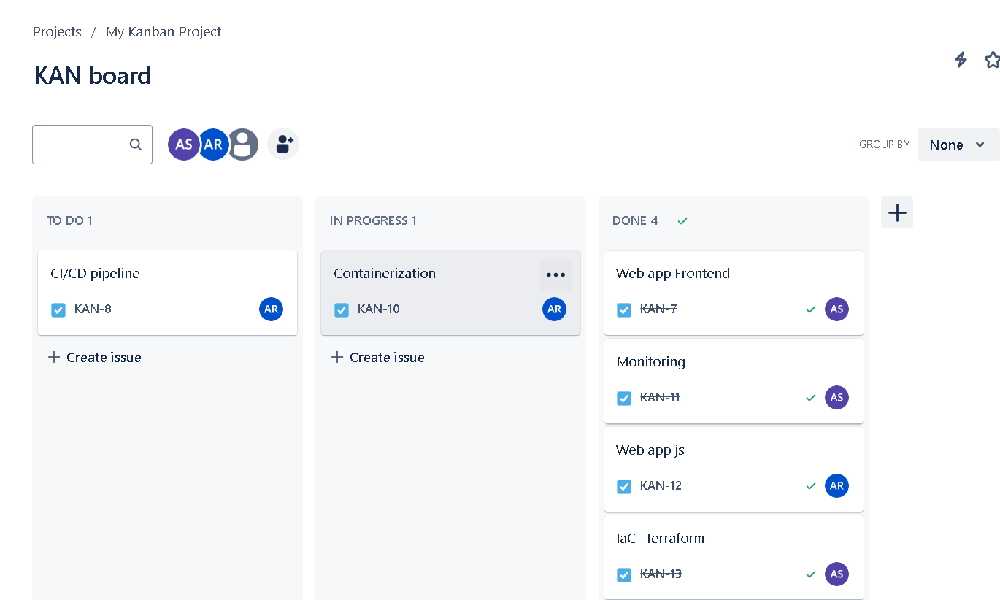 Projects / My Kanban Project
KAN board
AS AR
GROUP BY None
TO DO 1
CI/CD pipeline
KAN-8 AR
+ Create issue
IN PROGRESS 1
Containerization
KAN-10 AR
+ Create issue
DONE 4
Web app Frontend
KAN-7 AS
Monitoring
KAN-11 AS
Web app js
KAN-12 AR
IaC- Terraform
KAN-13 AS